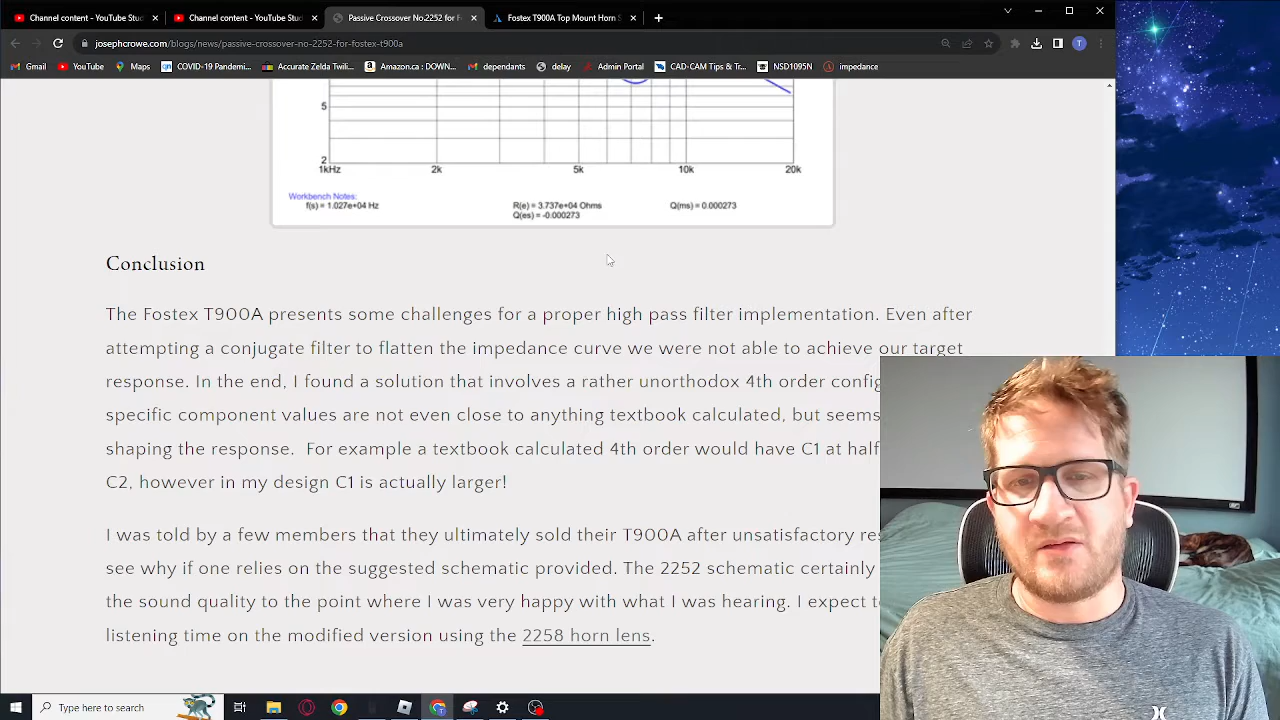 Channel content - YouTube Stud
Channel content - YouTube Stud
Passive Crossover No.2252 for F
Fostex T900A Top Mount Horn S
josephcrowe.com/blogs/news/passive-crossover-no-2252-for-fostex-t900a
T
Gmail
YouTube
Maps
COVID-19 Pandemi...
Accurate Zelda Twili...
Amazon.ca : DOWN...
dependants
delay
Admin Portal
CAD-CAM Tips & Tr...
NSD1095N
impedance
5
2
1kHz 2k 5k 10k 20k
Workbench Notes:
f(s) = 1.027e+04 Hz R(e) = 3.737e+04 Ohms Q(ms) = 0.000273
Q(es) = -0.000273
Conclusion
The Fostex T900A presents some challenges for a proper high pass filter implementation. Even after
attempting a conjugate filter to flatten the impedance curve we were not able to achieve our target
response. In the end, I found a solution that involves a rather unorthodox 4th order config
specific component values are not even close to anything textbook calculated, but seems
shaping the response. For example a textbook calculated 4th order would have C1 at half
C2, however in my design C1 is actually larger!
I was told by a few members that they ultimately sold their T900A after unsatisfactory res
see why if one relies on the suggested schematic provided. The 2252 schematic certainly
the sound quality to the point where I was very happy with what I was hearing. I expect t
listening time on the modified version using the 2258 horn lens.
Type here to search